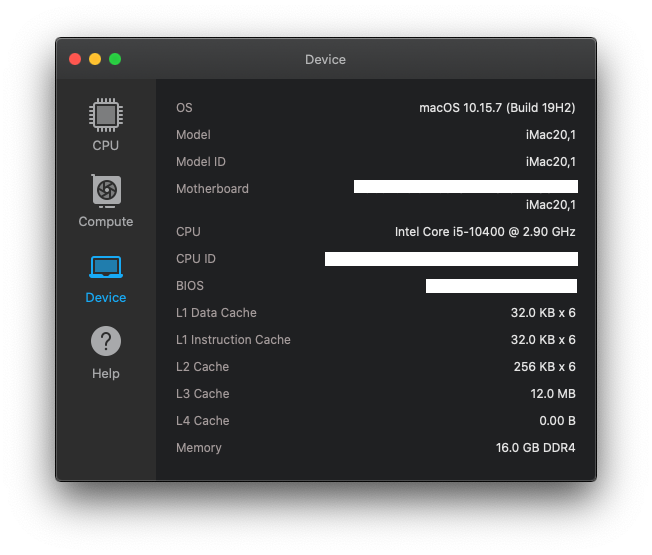 Device
CPU
Compute
Device
Help
OS macOS 10.15.7 (Build 19H2)
Model iMac20,1
Model ID iMac20,1
Motherboard
iMac20,1
CPU Intel Core i5-10400 @ 2.90 GHz
CPU ID
BIOS
L1 Data Cache 32.0 KB x 6
L1 Instruction Cache 32.0 KB x 6
L2 Cache 256 KB x 6
L3 Cache 12.0 MB
L4 Cache 0.00 B
Memory 16.0 GB DDR4